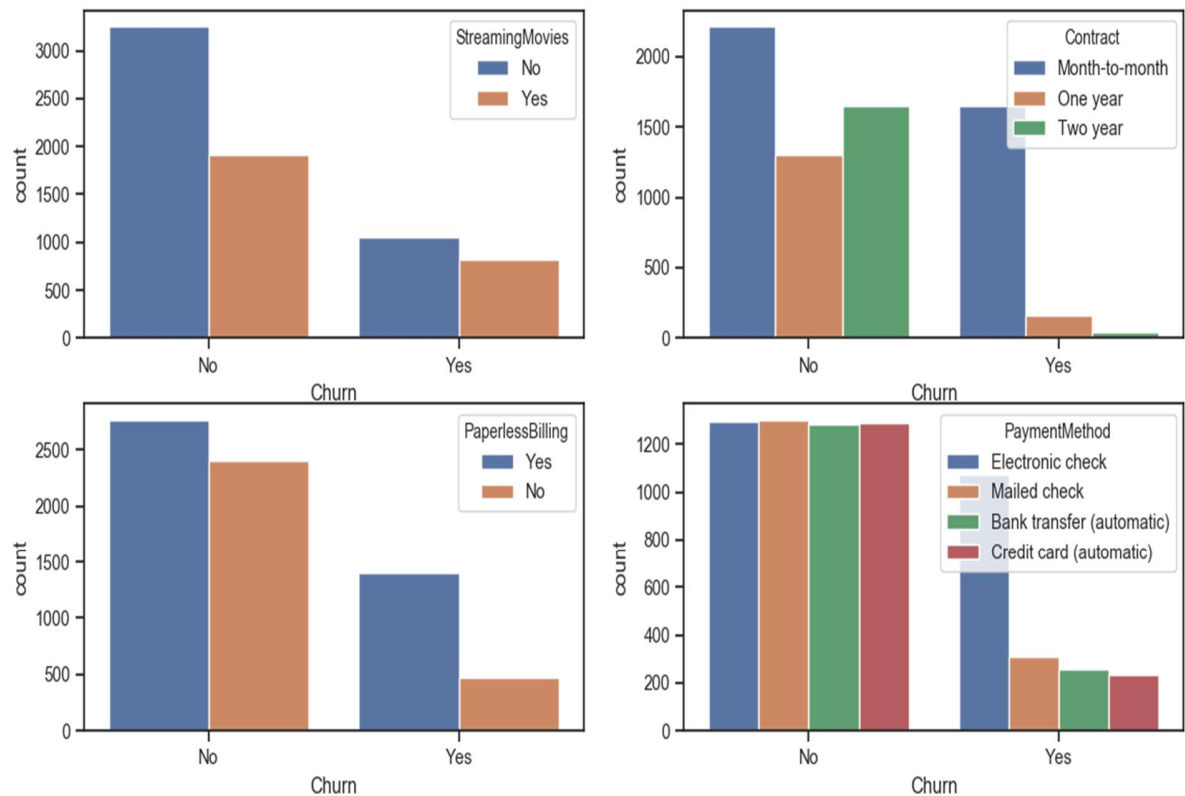 StreamingMovies
No
Yes
3000
2500
2000
1500
1000
500
0
count
No Yes
Churn
Contract
Month-to-month
One year
Two year
2000
1500
1000
500
0
count
No Yes
Churn
PaperlessBilling
Yes
No
2500
2000
1500
1000
500
0
count
No Yes
Churn
PaymentMethod
Electronic check
Mailed check
Bank transfer (automatic)
Credit card (automatic)
1200
1000
800
600
400
200
0
count
No Yes
Churn